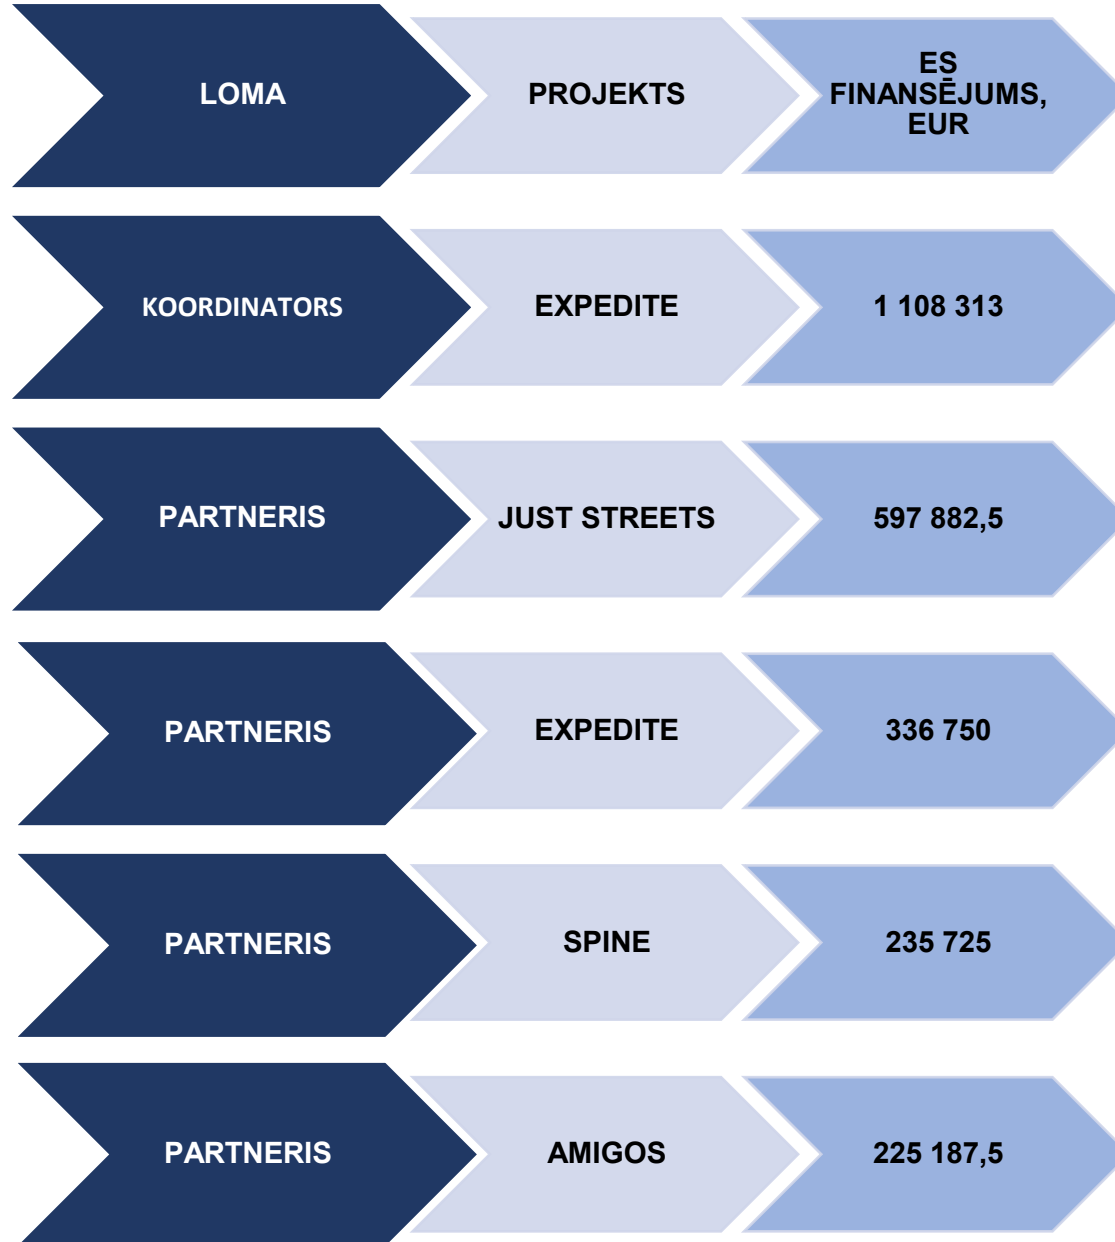 LOMA
PROJEKTS
ES
FINANSĒJUMS,
EUR
KOORDINATORS
EXPEDITE
1 108 313
PARTNERIS
JUST STREETS
597 882,5
PARTNERIS
EXPEDITE
336 750
PARTNERIS
SPINE
235 725
PARTNERIS
AMIGOS
225 187,5